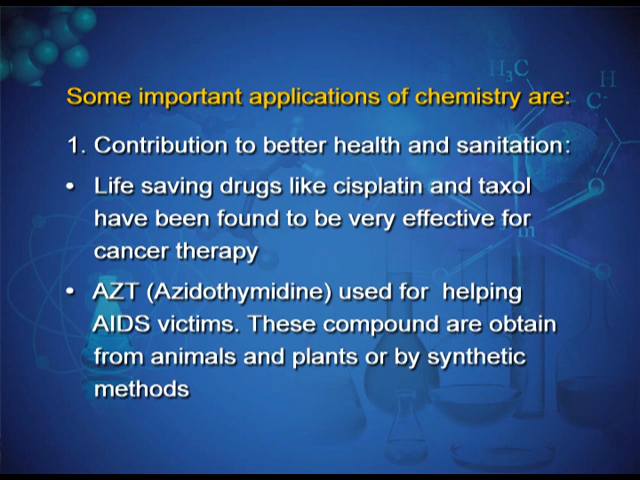 Some important applications of chemistry are:
1. Contribution to better health and sanitation:
• Life saving drugs like cisplatin and taxol
have been found to be very effective for
cancer therapy
• AZT (Azidothymidine) used for helping
AIDS victims. These compound are obtain
from animals and plants or by synthetic
methods
H₃C
H
C
m